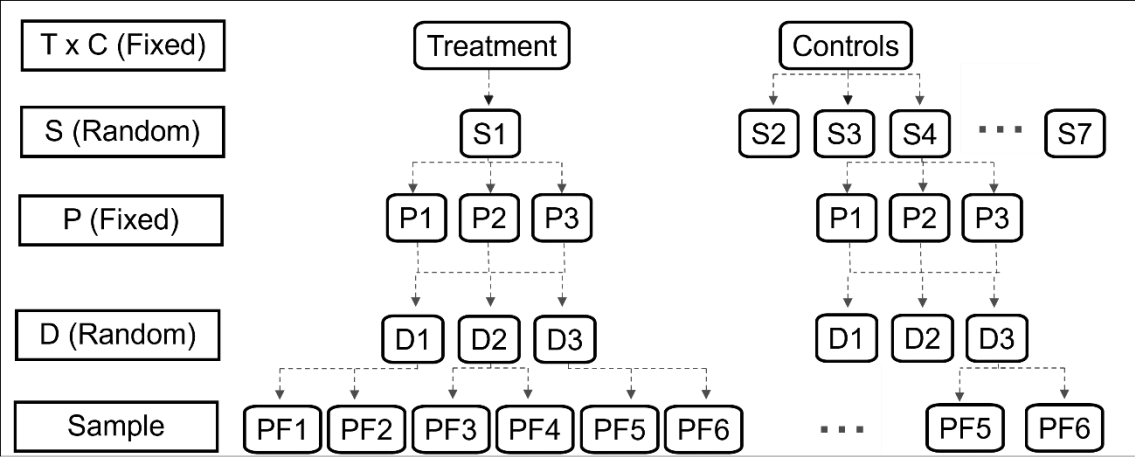 T x C (Fixed) Treatment Controls
S (Random) S1 S2 S3 S4 ... S7
P (Fixed) P1 P2 P3 P1 P2 P3
D (Random) D1 D2 D3 D1 D2 D3
Sample PF1 PF2 PF3 PF4 PF5 PF6 ... PF5 PF6